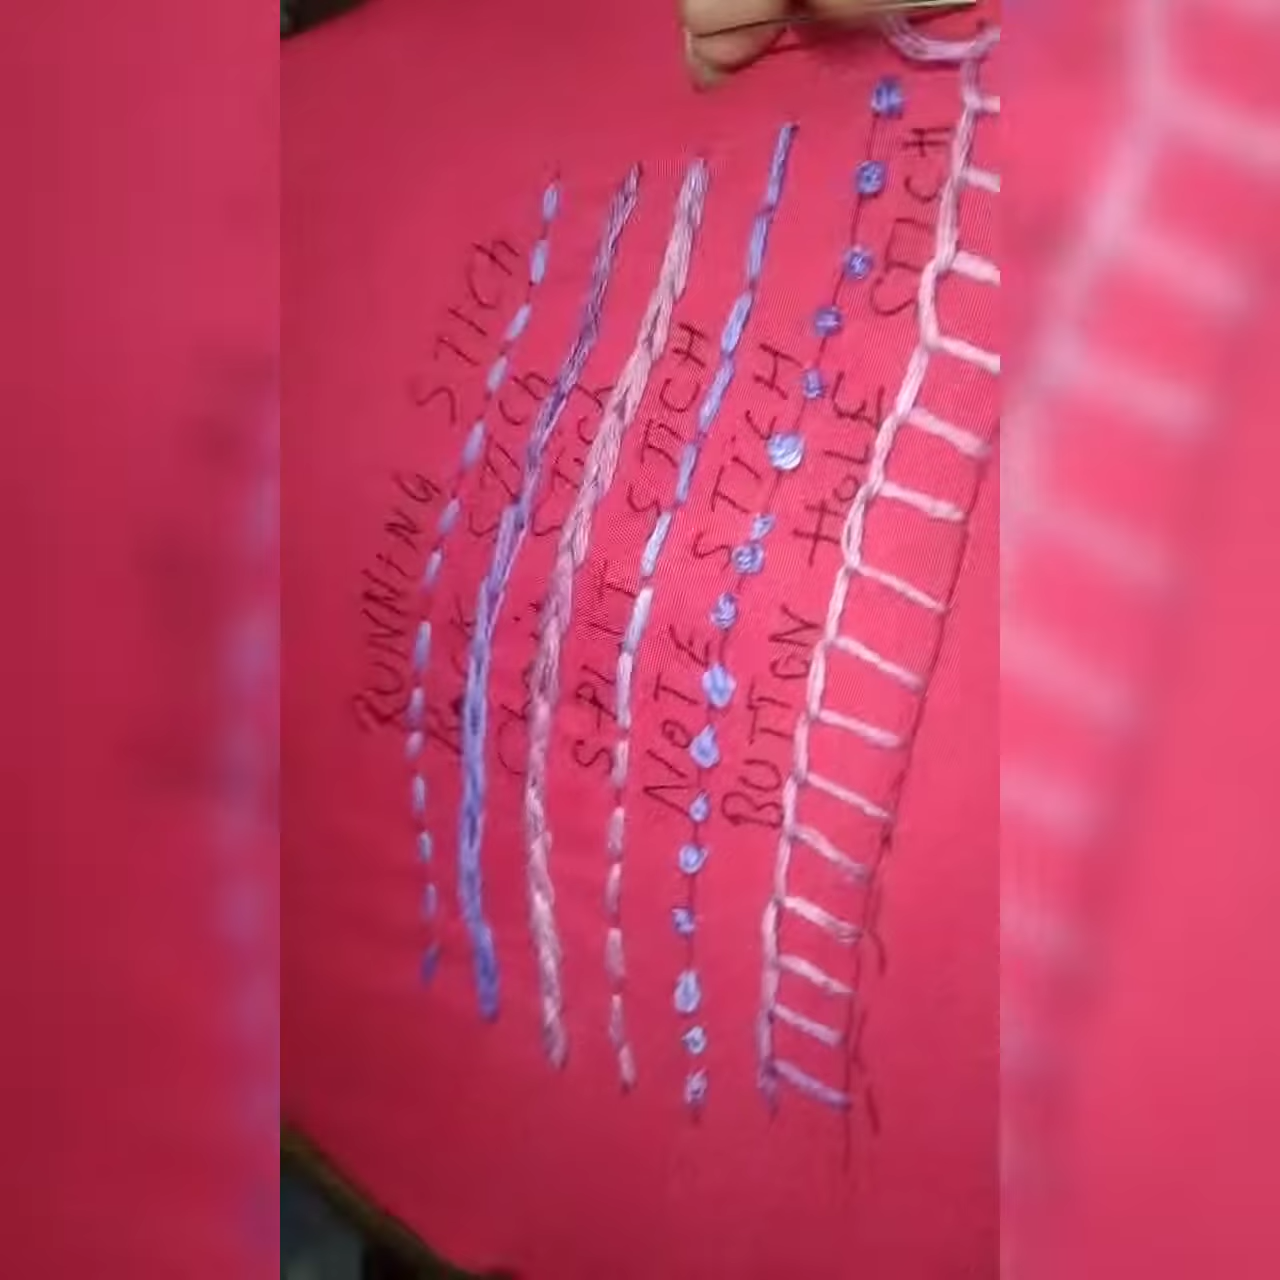 RUNNING STICh
Back STICh
Chain STICh
SPLIT STICH
NOTE STiCH
BUTTON HOLE STICH